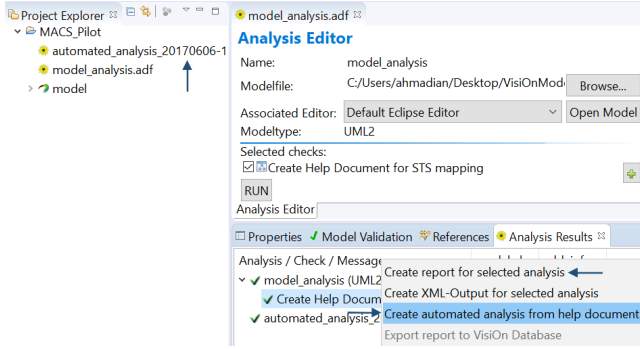 Project Explorer
MACS_Pilot
automated_analysis_20170606-1
model_analysis.adf
model
model_analysis.adf
Analysis Editor
Name: model_analysis
Modelfile: C:/Users/ahmadian/Desktop/VisiOnMode Browse...
Associated Editor: Default Eclipse Editor Open Model
Modeltype: UML2
Selected checks:
Create Help Document for STS mapping
RUN
Analysis Editor
Properties Model Validation References Analysis Results
Analysis / Check / Message
model_analysis (UML2
Create Help Docum
automated_analysis_2
Create report for selected analysis
Create XML-Output for selected analysis
Create automated analysis from help document
Export report to VisiOn Database